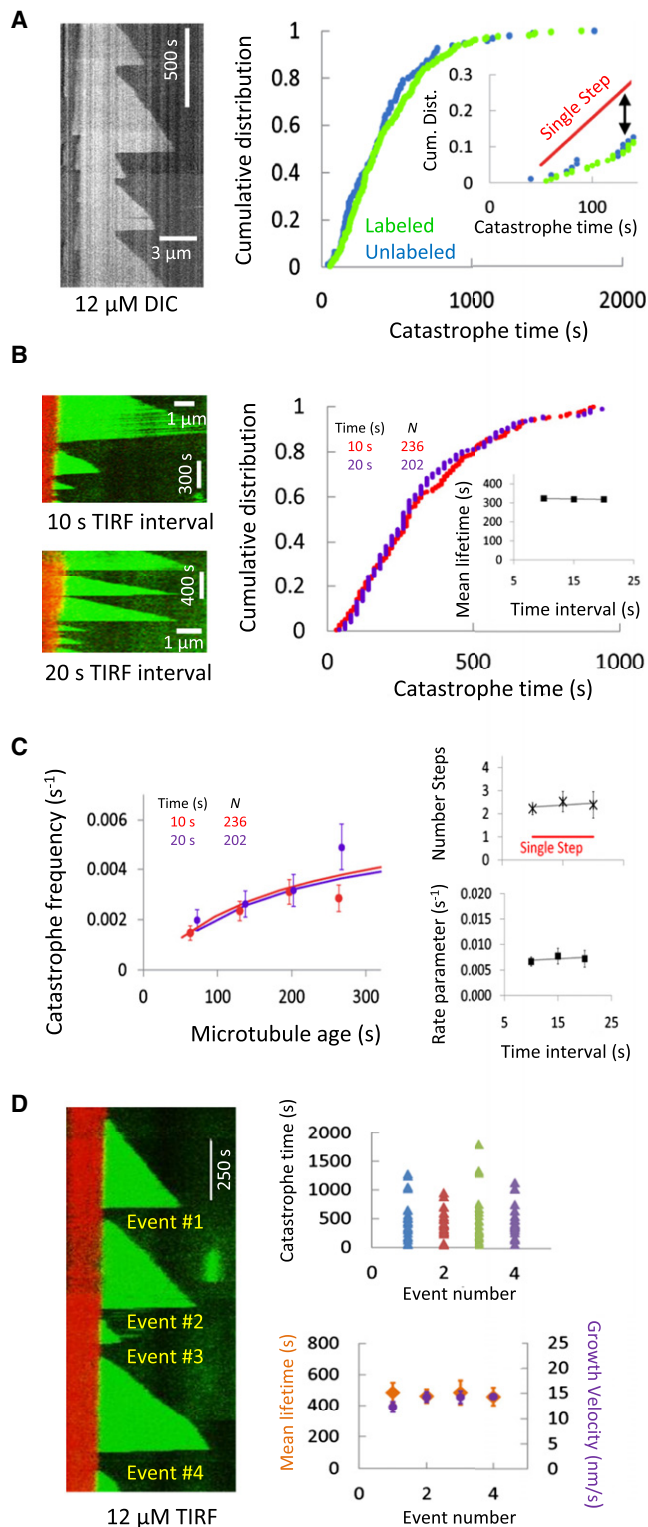 A
500 s
3 µm
12 µM DIC
Cumulative distribution
1
0.8
0.6
0.4
0.2
0
0
1000
2000
Catastrophe time (s)
Labeled
Unlabeled
Cum. Dist.
0.3
0.2
0.1
0
0
100
Catastrophe time (s)
Single Step
B
1 µm
300 s
10 s TIRF interval
400 s
1 µm
20 s TIRF interval
Cumulative distribution
1
0.8
0.6
0.4
0.2
0
0
500
1000
Catastrophe time (s)
Time (s) N
10 s 236
20 s 202
Mean lifetime (s)
400
300
200
100
0
5
15
25
Time interval (s)
C
Catastrophe frequency (s-1)
0.006
0.004
0.002
0
0
100
200
300
Microtubule age (s)
Time (s) N
10 s 236
20 s 202
Number Steps
4
3
2
1
0
Single Step
Rate parameter (s-1)
0.020
0.015
0.010
0.005
0.000
5
15
25
Time interval (s)
D
250 s
Event #1
Event #2
Event #3
Event #4
12 µM TIRF
Catastrophe time (s)
2000
1500
1000
500
0
0
2
4
Event number
Mean lifetime (s)
800
600
400
200
0
Growth Velocity (nm/s)
25
20
15
10
5
0
0
2
4
Event number